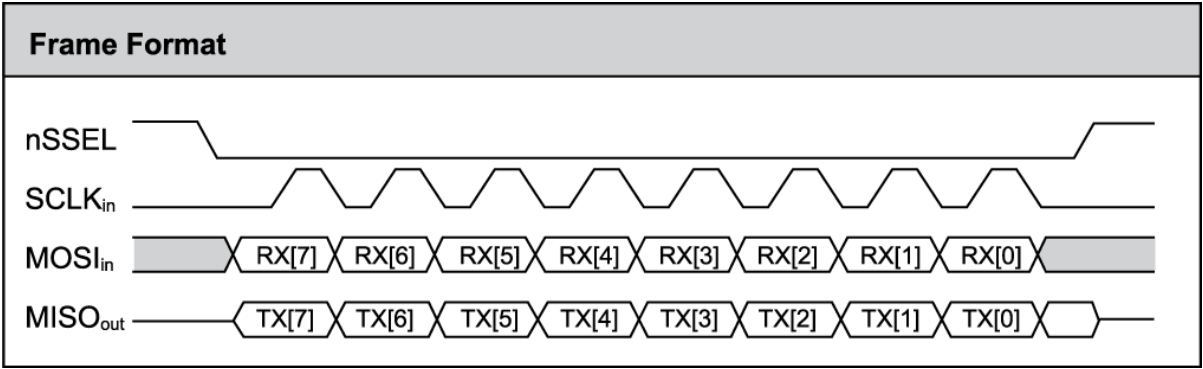 Frame Format
nSSEL
SCLKin
MOSIin RX[7] RX[6] RX[5] RX[4] RX[3] RX[2] RX[1] RX[0]
MISOout TX[7] TX[6] TX[5] TX[4] TX[3] TX[2] TX[1] TX[0]